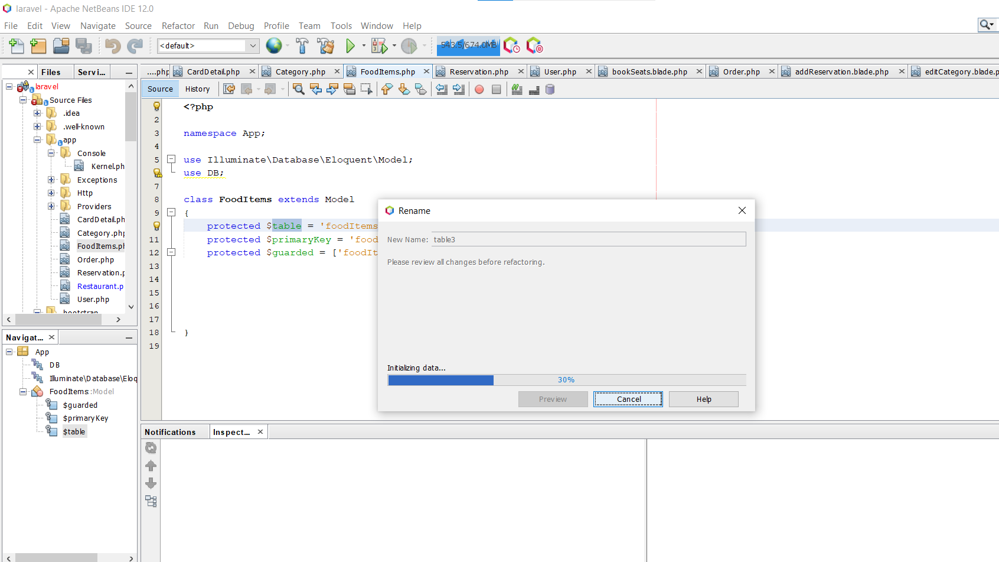 laravel - Apache NetBeans IDE 12.0
File Edit View Navigate Source Refactor Run Debug Profile Team Tools Window Help
<default>
543.5/674.0MB
Files
Servi...
....php
CardDetail.php
Category.php
FoodItems.php
Reservation.php
User.php
bookSeats.blade.php
Order.php
addReservation.blade.php
editCategory.blade.p
Source History
laravel
Source Files
.idea
.well-known
app
Console
Kernel.ph
Exceptions
Http
Providers
CardDetail.ph
Category.php
FoodItems.ph
Order.php
Reservation.p
Restaurant.p
User.php
bootstrap
<?php
2
3 namespace App;
4
5 use Illuminate\Database\Eloquent\Model;
use DB;
7
8 class FoodItems extends Model
9 {
protected $table = 'foodItems
11 protected $primaryKey = 'food
12 protected $guarded = ['foodIt
13
14
15
16
17
18 }
19
Rename
New Name: table3
Please review all changes before refactoring.
Initializing data...
30%
Preview Cancel Help
Navigat...
App
DB
Illuminate\Database\Eloq
FoodItems::Model
$guarded
$primaryKey
$table
Notifications
Inspect...